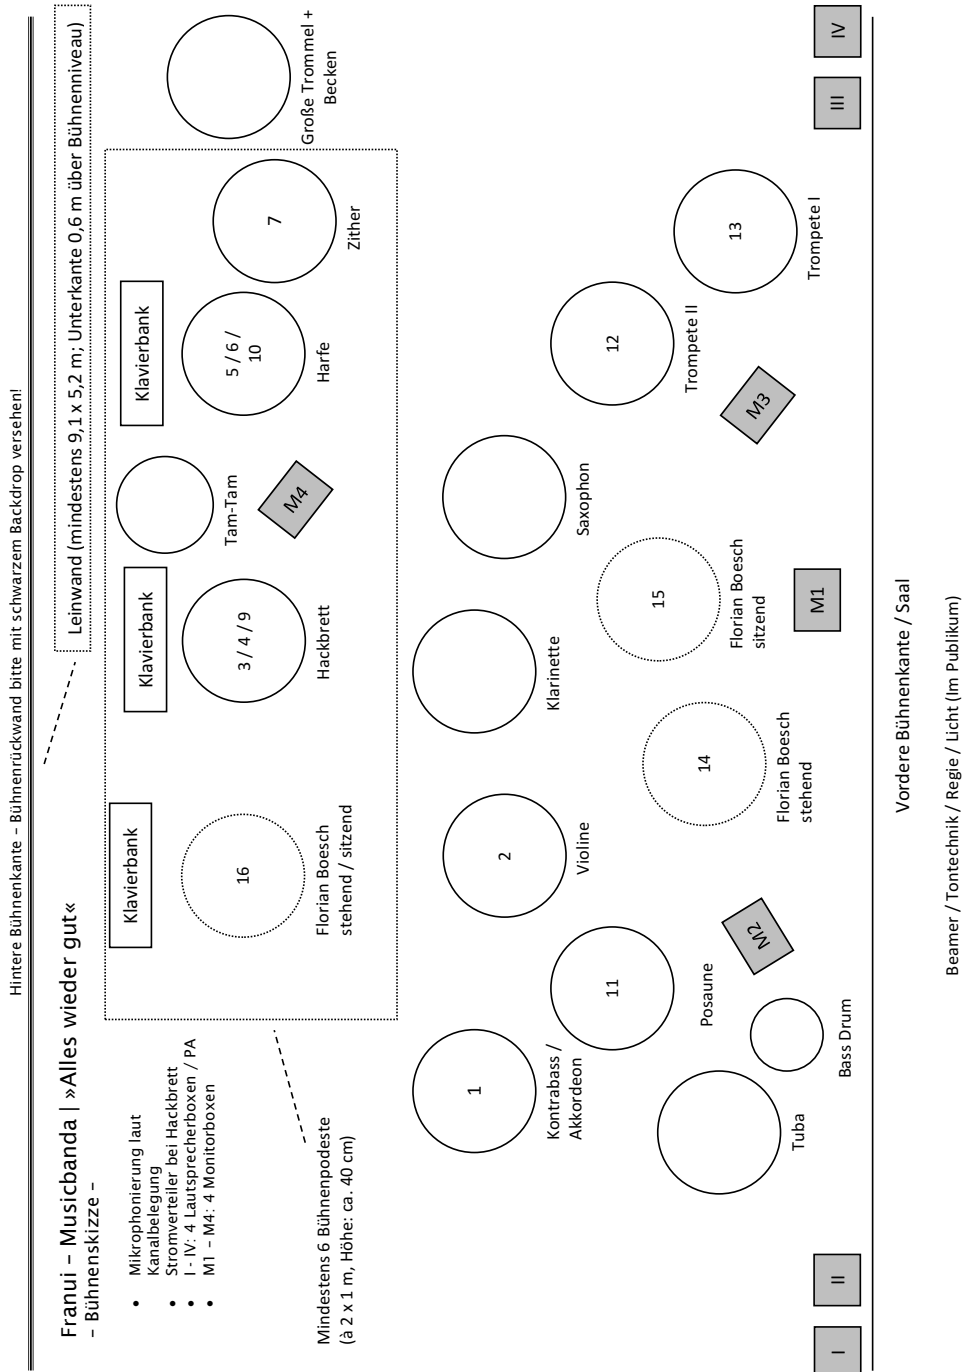 Hintere Bühnenkante – Bühnenrückwand bitte mit schwarzem Backdrop versehen!
Franui – Musicbanda | »Alles wieder gut«
– Bühnenskizze –
Leinwand (mindestens 9,1 x 5,2 m; Unterkante 0,6 m über Bühnenniveau)
• Mikrophonierung laut
Kanalbelegung
• Stromverteiler bei Hackbrett
• I - IV: 4 Lautsprecherboxen / PA
• M1 – M4: 4 Monitorboxen
Klavierbank
Klavierbank
Klavierbank
16
Florian Boesch
stehend / sitzend
3 / 4 / 9
Hackbrett
Tam-Tam
M4
5 / 6 /
10
Harfe
7
Zither
Große Trommel +
Becken
Mindestens 6 Bühnenpodeste
(à 2 x 1 m, Höhe: ca. 40 cm)
1
Kontrabass /
Akkordeon
11
Posaune
2
Violine
Klarinette
Saxophon
12
Trompete II
13
Trompete I
Tuba
Bass Drum
M2
14
Florian Boesch
stehend
15
Florian Boesch
sitzend
M1
M3
I
II
III
IV
Vordere Bühnenkante / Saal
Beamer / Tontechnik / Regie / Licht (Im Publikum)